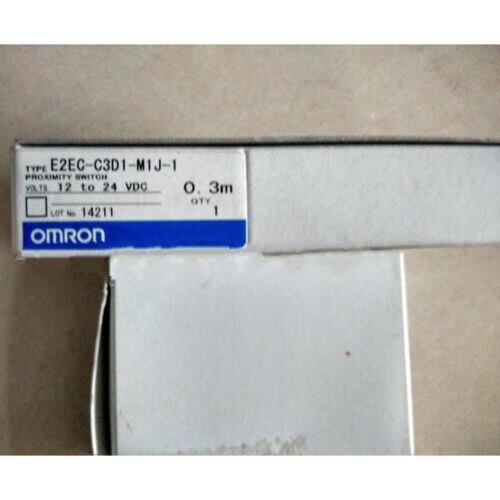 TYPE E2EC-C3D1-M1J-1
PROXIMITY SWITCH
VOLTS. 12 to 24 VDC 0.3m
LOT No 14211 QTY 1
OMRON